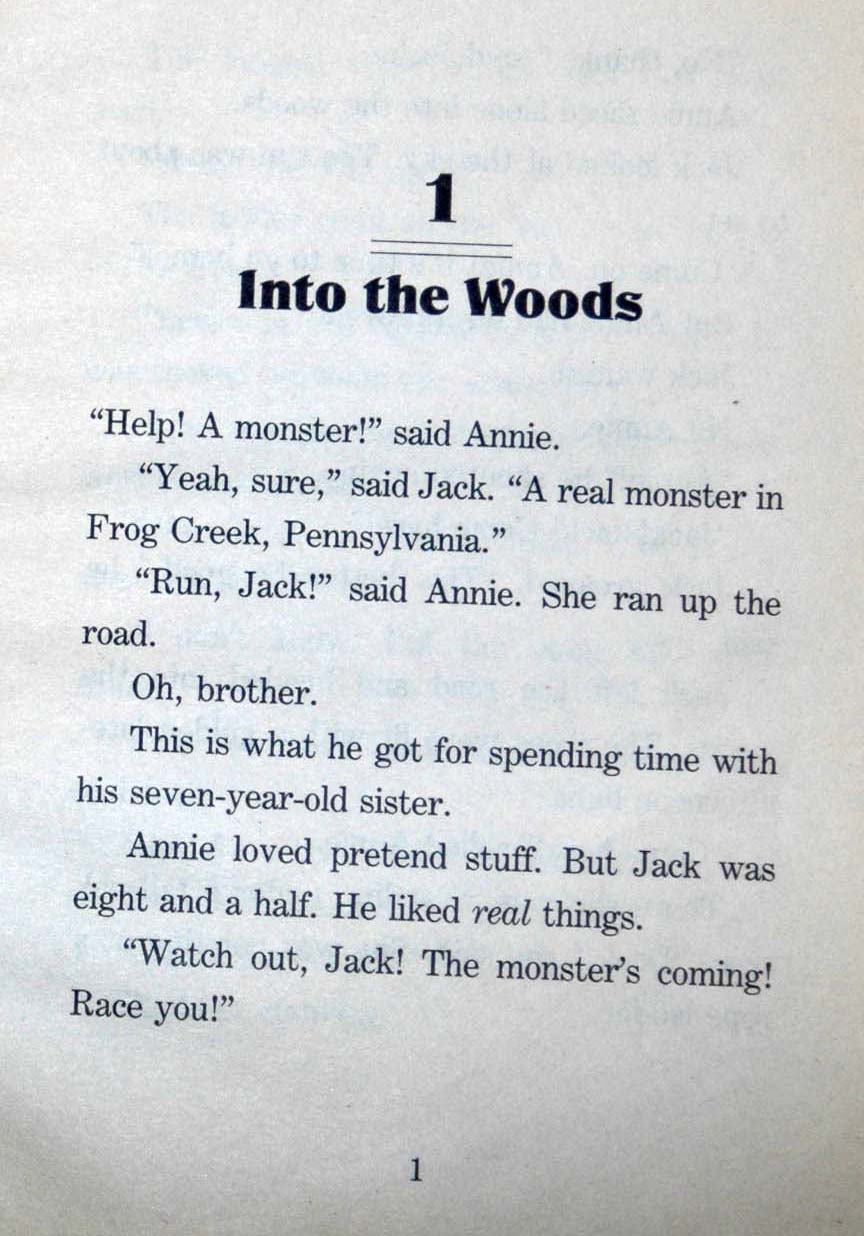 1
Into the Woods
“Help! A monster!” said Annie.
“Yeah, sure,” said Jack. “A real monster in
Frog Creek, Pennsylvania.”
“Run, Jack!” said Annie. She ran up the
road.
Oh, brother.
This is what he got for spending time with
his seven-year-old sister.
Annie loved pretend stuff. But Jack was
eight and a half. He liked real things.
“Watch out, Jack! The monster’s coming!
Race you!”
1